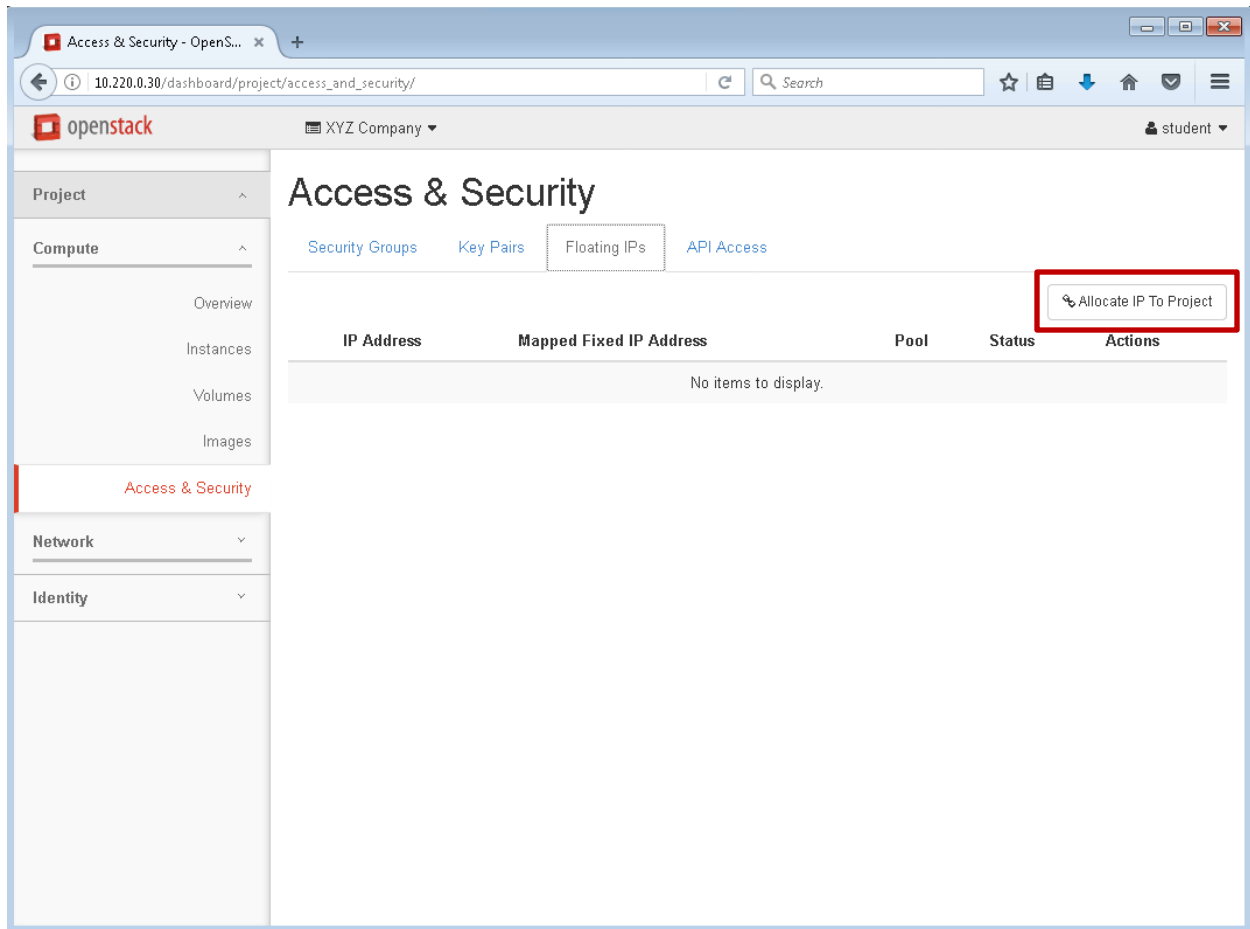 Access & Security - OpenS...
10.220.0.30/dashboard/project/access_and_security/
Search
openstack
XYZ Company
student
Project
Access & Security
Compute
Security Groups Key Pairs Floating IPs API Access
Overview
Allocate IP To Project
Instances
IP Address Mapped Fixed IP Address Pool Status Actions
Volumes
No items to display.
Images
Access & Security
Network
Identity